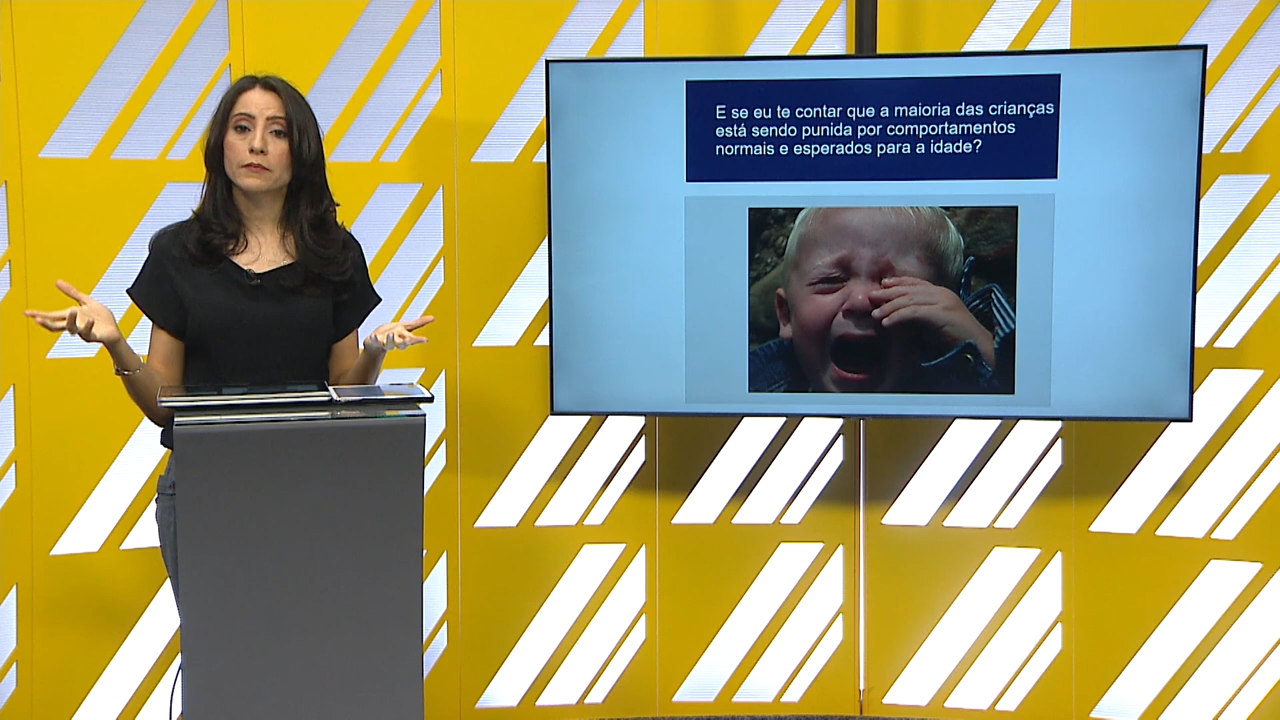 E se eu te contar que a maioria das crianças
está sendo punida por comportamentos
normais e esperados para a idade?